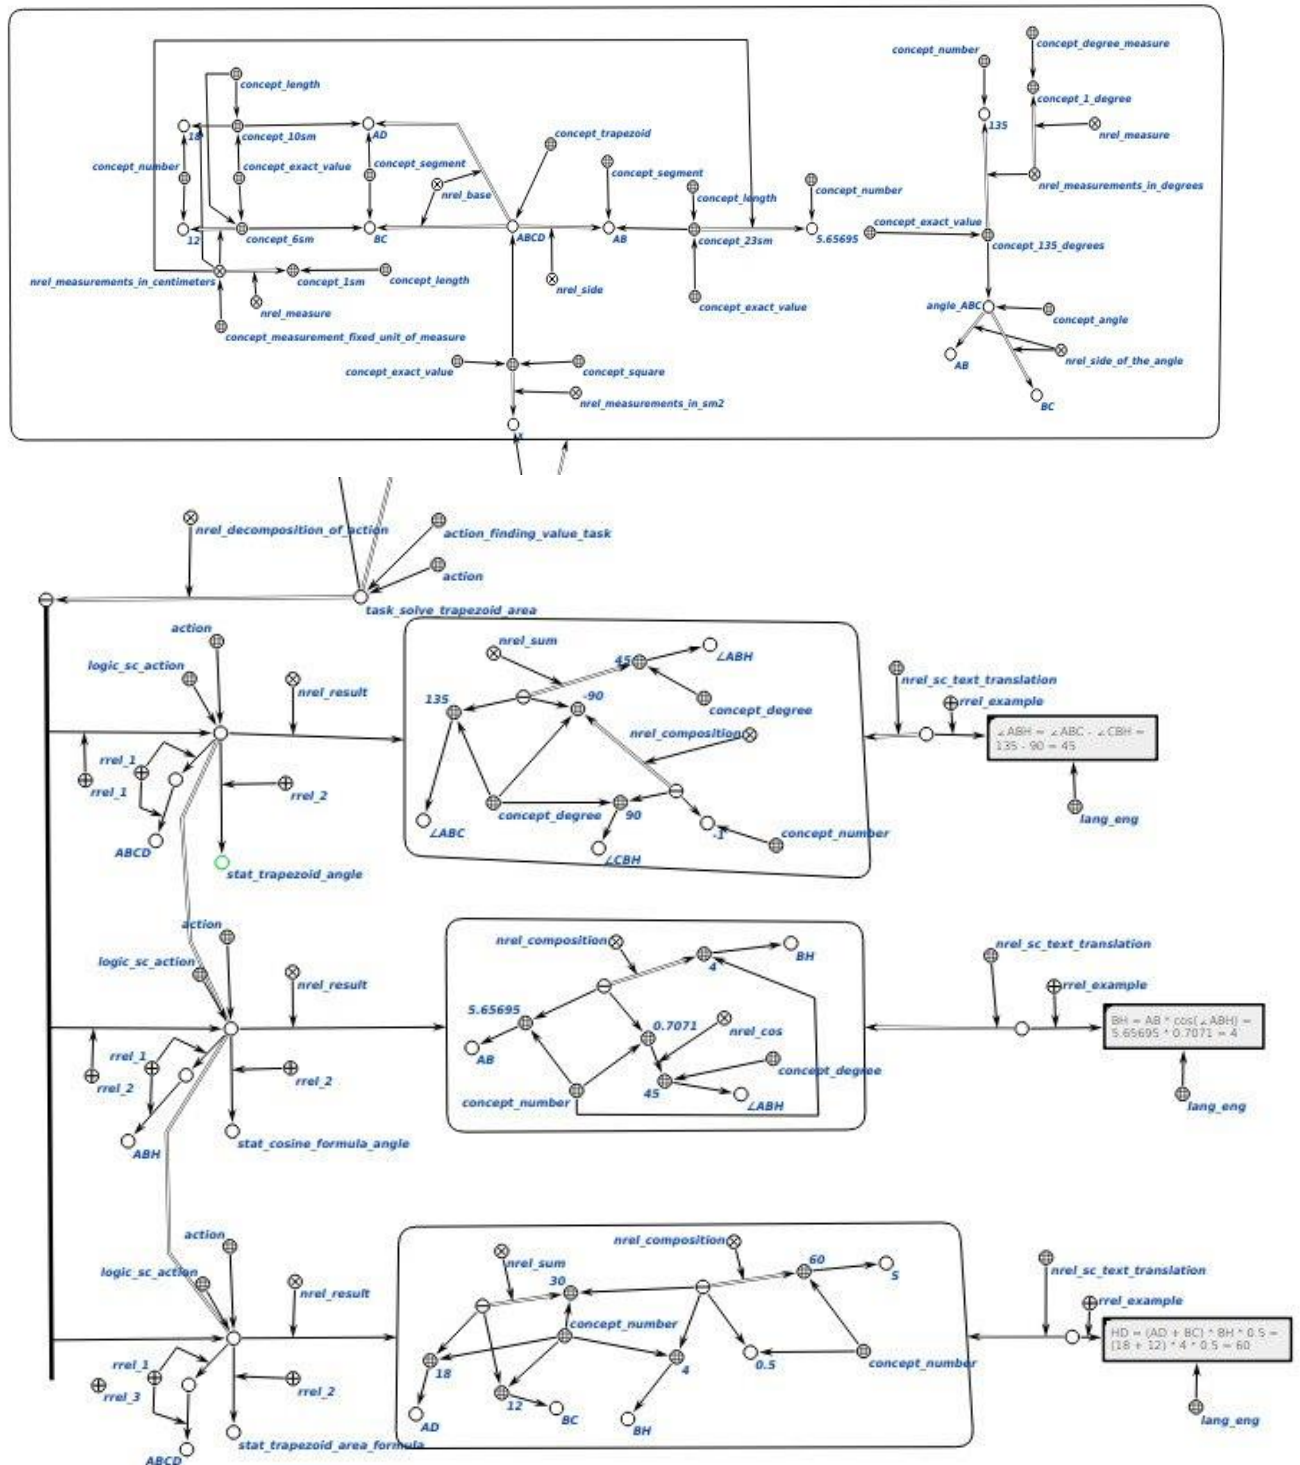 concept_degree_measure
concept_number
concept_1_degree
concept_length
18
concept_10sm
AD
concept_trapezoid
135
nrel_measure
concept_number
concept_exact_value
concept_segment
concept_segment
nrel_base
concept_length
concept_number
nrel_measurements_in_degrees
12
concept_6sm
BC
ABCD
AB
concept_23sm
5.65695
concept_exact_value
concept_135_degrees
nrel_measurements_in_centimeters
concept_1sm
concept_length
nrel_side
concept_exact_value
nrel_measure
concept_measurement_fixed_unit_of_measure
angle_ABC
concept_angle
AB
nrel_side_of_the_angle
BC
concept_exact_value
concept_square
nrel_measurements_in_sm2
nrel_decomposition_of_action
action_finding_value_task
action
task_solve_trapezoid_area
action
logic_sc_action
nrel_result
rrel_1
rrel_1
rrel_2
ABCD
stat_trapezoid_angle
nrel_sum
45
∠ABH
135
-90
concept_degree
nrel_composition
concept_degree
90
-1
concept_number
∠ABC
∠CBH
nrel_sc_text_translation
rrel_example
∠ABH = ∠ABC - ∠CBH =
135 - 90 = 45
lang_eng
action
logic_sc_action
nrel_result
rrel_1
rrel_2
rrel_2
ABH
stat_cosine_formula_angle
nrel_composition
4
BH
5.65695
0.7071
nrel_cos
AB
concept_degree
concept_number
45
∠ABH
nrel_sc_text_translation
rrel_example
BH = AB * cos(∠ABH) =
5.65695 * 0.7071 = 4
lang_eng
action
logic_sc_action
nrel_result
rrel_1
rrel_3
rrel_2
ABCD
stat_trapezoid_area_formula
nrel_composition
nrel_sum
30
60
S
concept_number
18
4
0.5
concept_number
12
AD
BC
BH
nrel_sc_text_translation
rrel_example
HD = (AD + BC) * BH * 0.5 =
(18 + 12) * 4 * 0.5 = 60
lang_eng